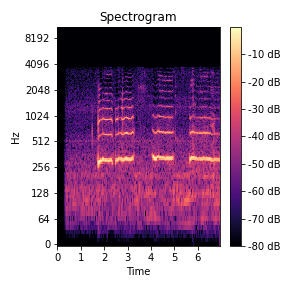 Spectrogram
8192
4096
2048
1024
512
256
128
64
0
Hz
0 1 2 3 4 5 6
Time
-10 dB
-20 dB
-30 dB
-40 dB
-50 dB
-60 dB
-70 dB
-80 dB